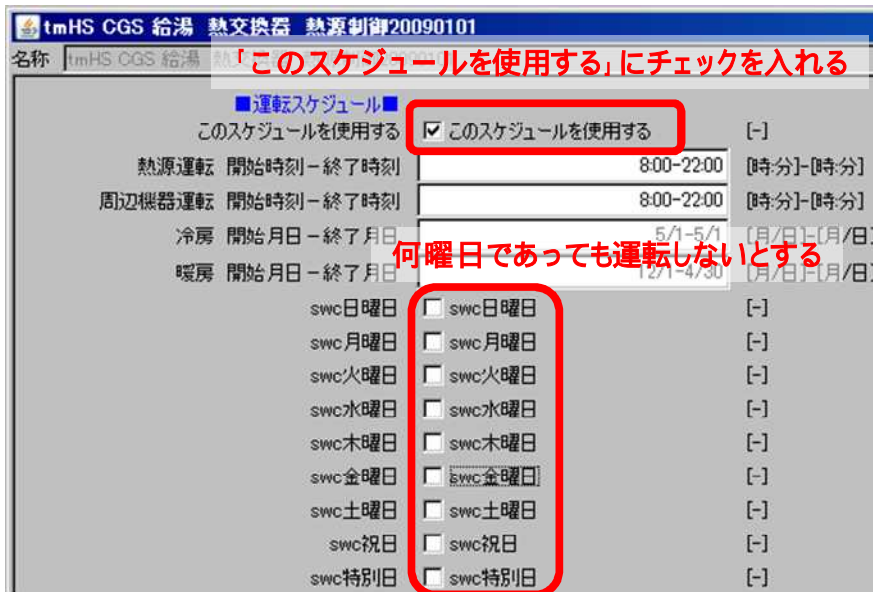 tmHS CGS 給湯 熱交換器 熱源制御20090101
名称 tmHS CGS 給湯
「このスケジュールを使用する」にチェックを入れる
■運転スケジュール■
このスケジュールを使用する このスケジュールを使用する [-]
熱源運転 開始時刻－終了時刻 8:00-22:00 [時:分]-[時:分]
周辺機器運転 開始時刻－終了時刻 8:00-22:00 [時:分]-[時:分]
冷房 開始月日－終了月日 5/1-5/1 [月/日]-[月/日]
何曜日であっても運転しないとする
暖房 開始月日－終了月日 12/1-4/30 [月/日]-[月/日]
swc日曜日 swc日曜日 [-]
swc月曜日 swc月曜日 [-]
swc火曜日 swc火曜日 [-]
swc水曜日 swc水曜日 [-]
swc木曜日 swc木曜日 [-]
swc金曜日 swc金曜日 [-]
swc土曜日 swc土曜日 [-]
swc祝日 swc祝日 [-]
swc特別日 swc特別日 [-]